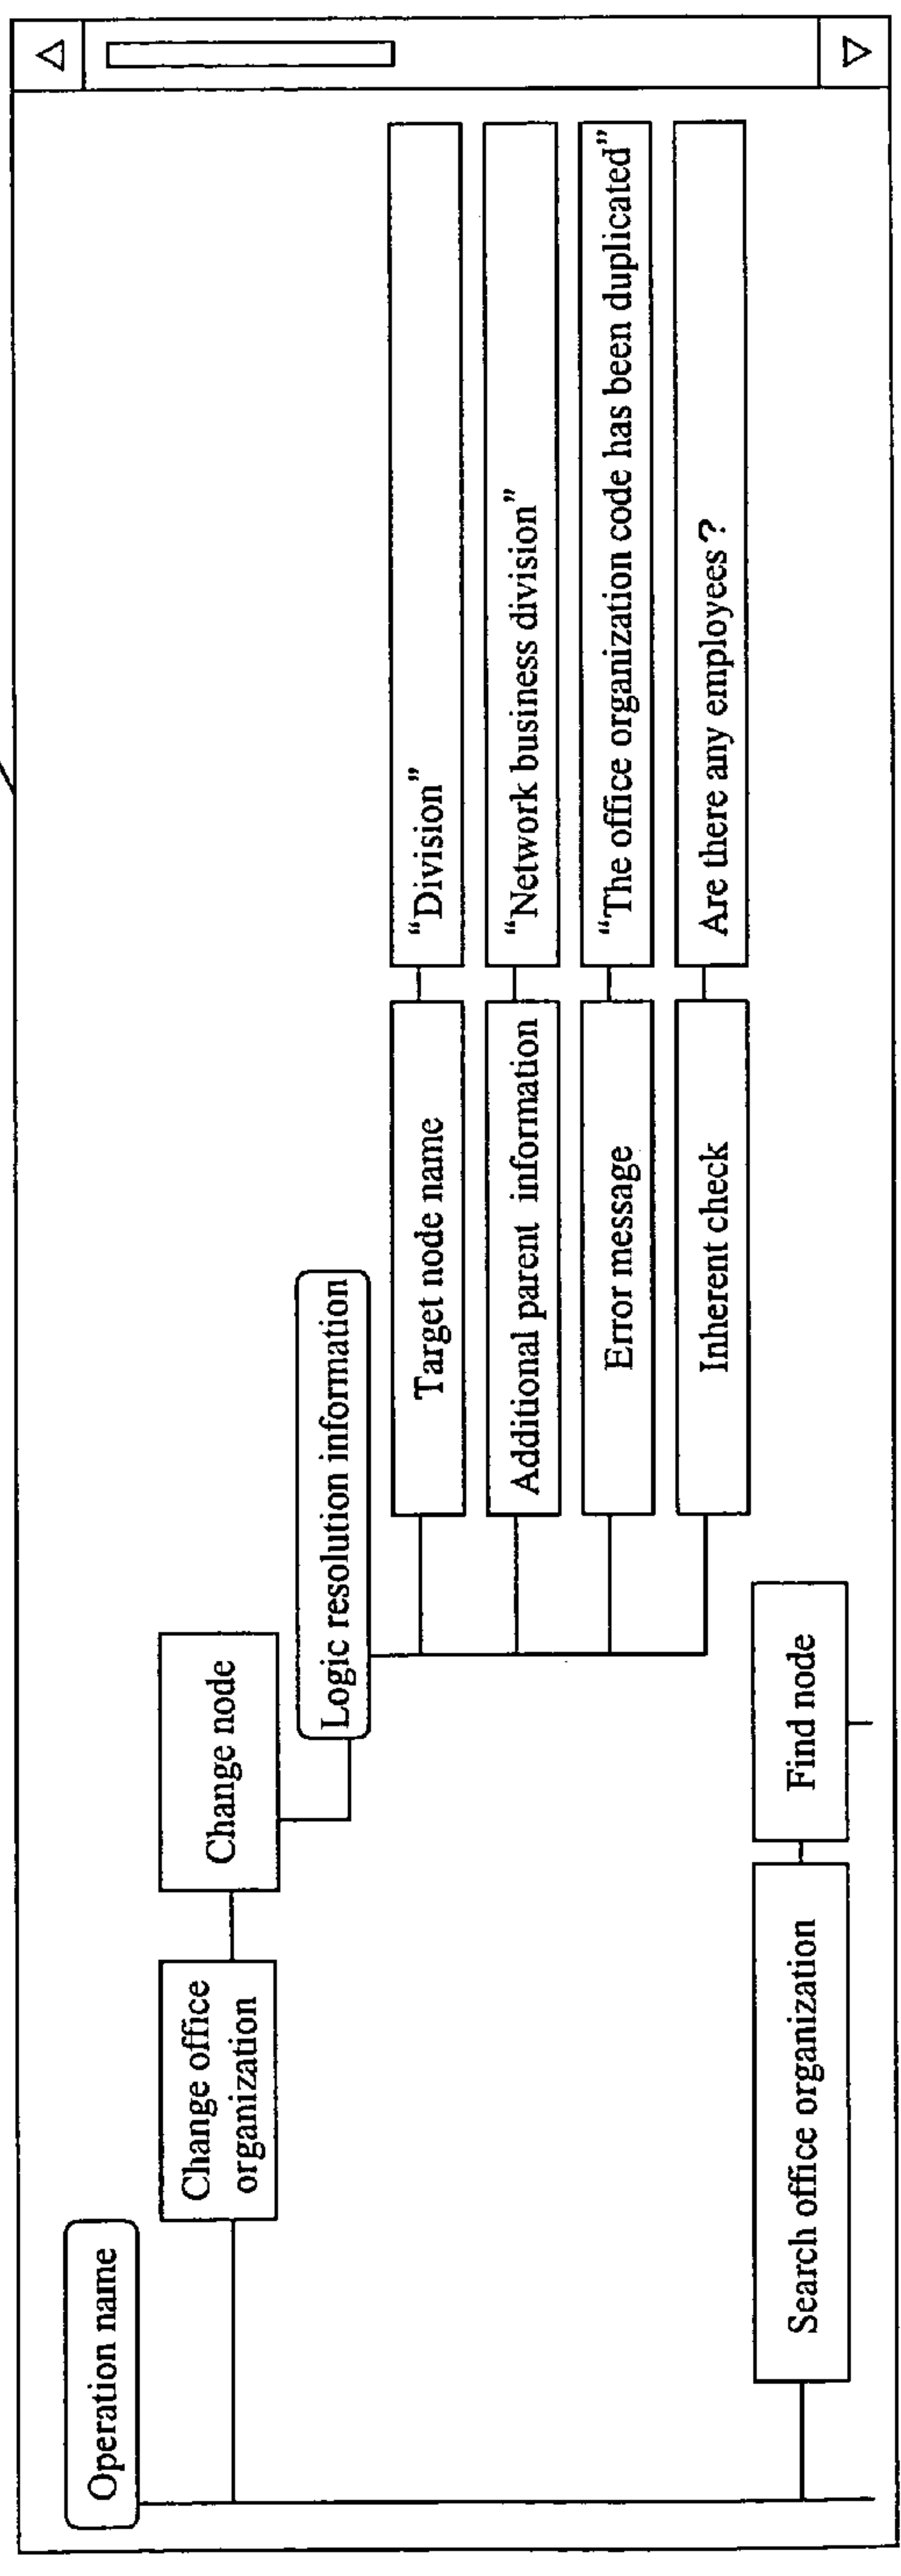 Operation name
Change office
organization
Change node
Logic resolution information
Target node name
“Division”
Additional parent information
“Network business division”
Error message
“The office organization code has been duplicated”
Inherent check
Are there any employees ?
Search office organization
Find node